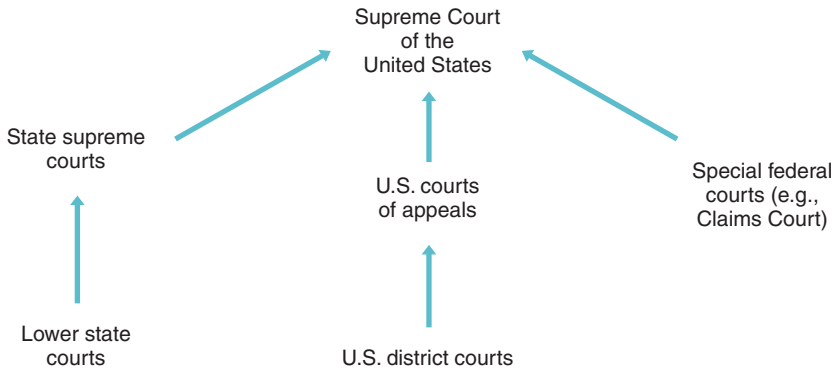 Supreme Court
of the
United States
State supreme
courts
U.S. courts
of appeals
Special federal
courts (e.g.,
Claims Court)
Lower state
courts
U.S. district courts